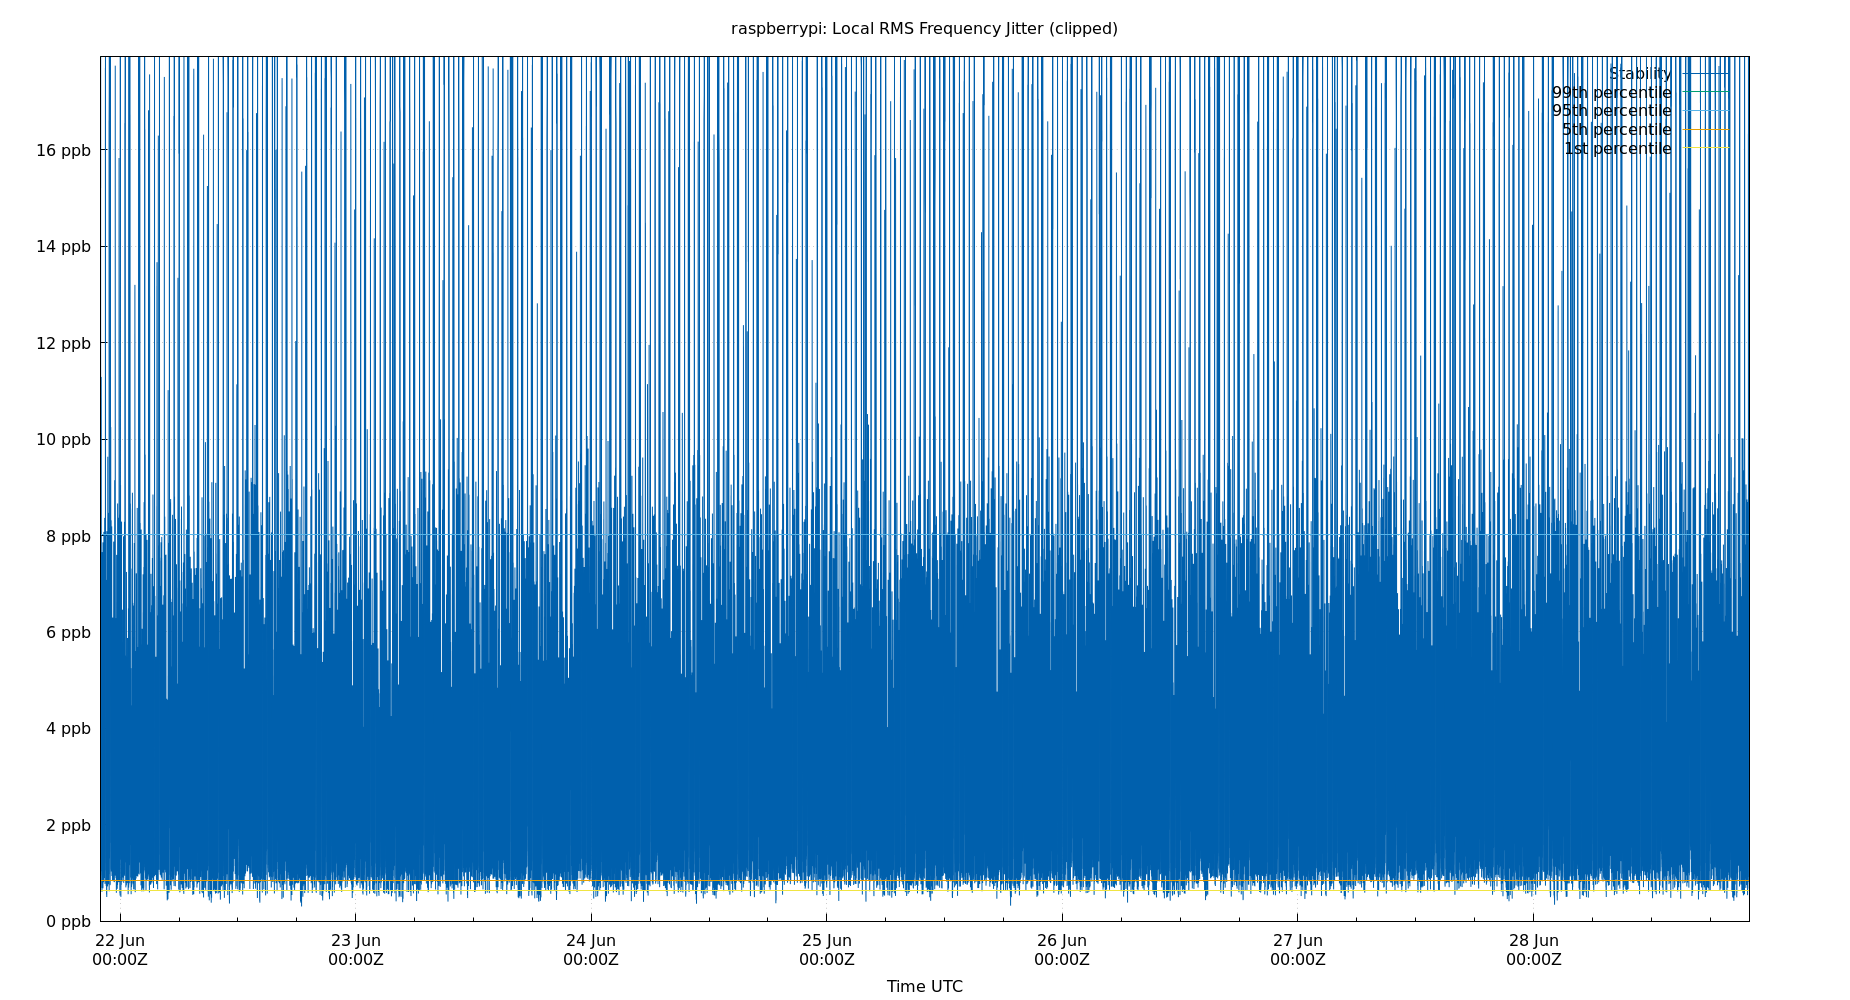 raspberrypi: Local RMS Frequency Jitter (clipped)
Stability
99th percentile
95th percentile
5th percentile
1st percentile
16 ppb
14 ppb
12 ppb
10 ppb
8 ppb
6 ppb
4 ppb
2 ppb
0 ppb
22 Jun 23 Jun 24 Jun 25 Jun 26 Jun 27 Jun 28 Jun
00:00Z 00:00Z 00:00Z 00:00Z 00:00Z 00:00Z 00:00Z
Time UTC